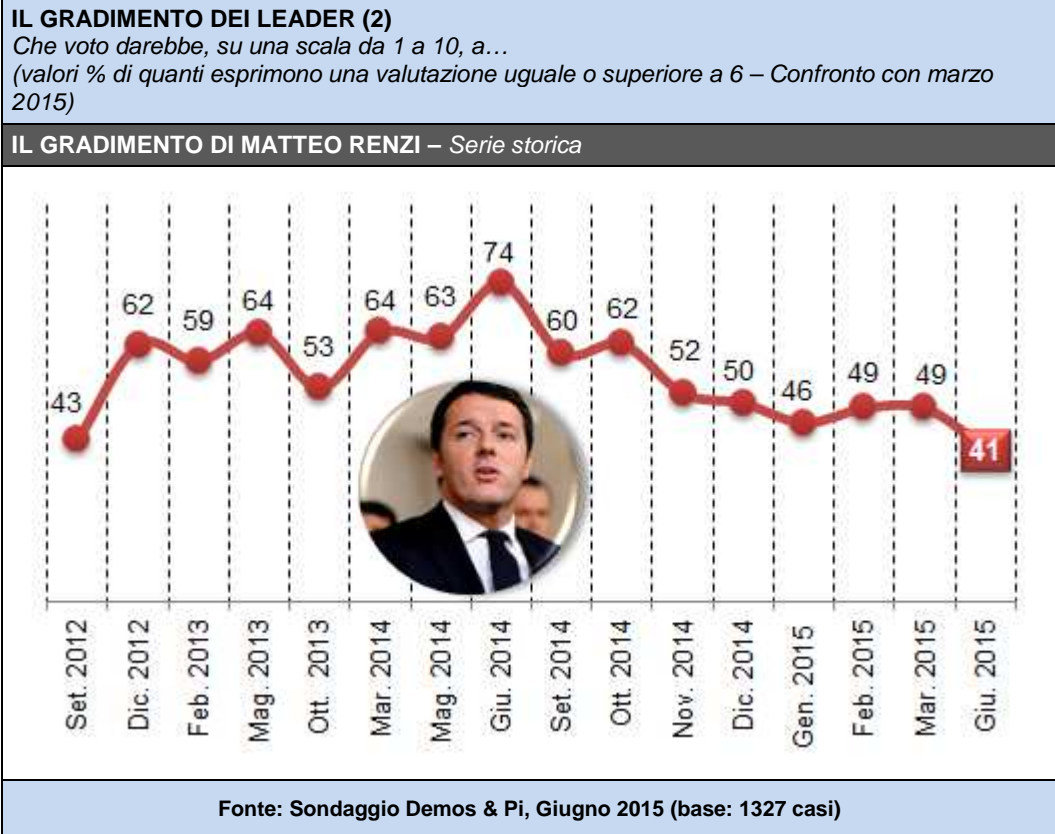 IL GRADIMENTO DEI LEADER (2)
Che voto darebbe, su una scala da 1 a 10, a…
(valori % di quanti esprimono una valutazione uguale o superiore a 6 – Confronto con marzo
2015)
IL GRADIMENTO DI MATTEO RENZI – Serie storica
43
62
59
64
53
64
63
74
60
62
52
50
46
49
49
41
Set. 2012
Dic. 2012
Feb. 2013
Mag. 2013
Ott. 2013
Mar. 2014
Mag. 2014
Giu. 2014
Set. 2014
Ott. 2014
Nov. 2014
Dic. 2014
Gen. 2015
Feb. 2015
Mar. 2015
Giu. 2015
Fonte: Sondaggio Demos & Pi, Giugno 2015 (base: 1327 casi)